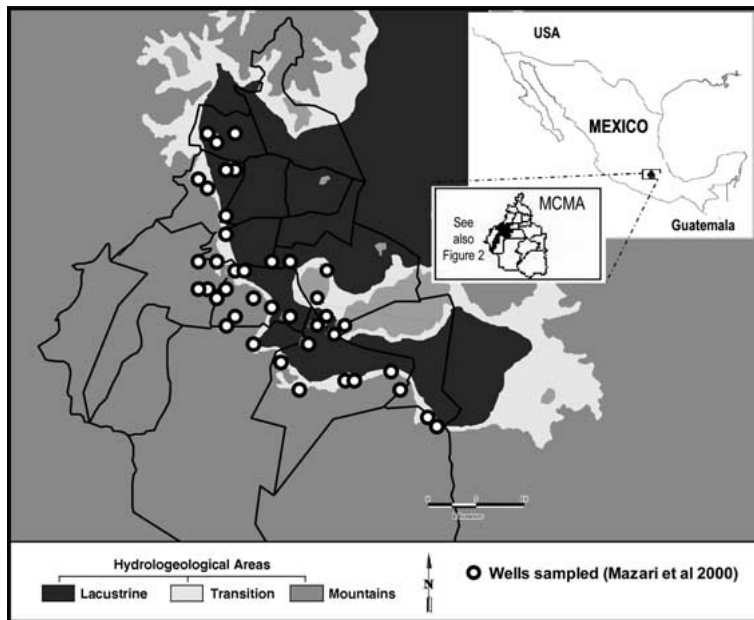 USA
MEXICO
Guatemala
MCMA
See
also
Figure 2
Hydrologeological Areas
Lacustrine
Transition
Mountains
N
Wells sampled (Mazari et al 2000)